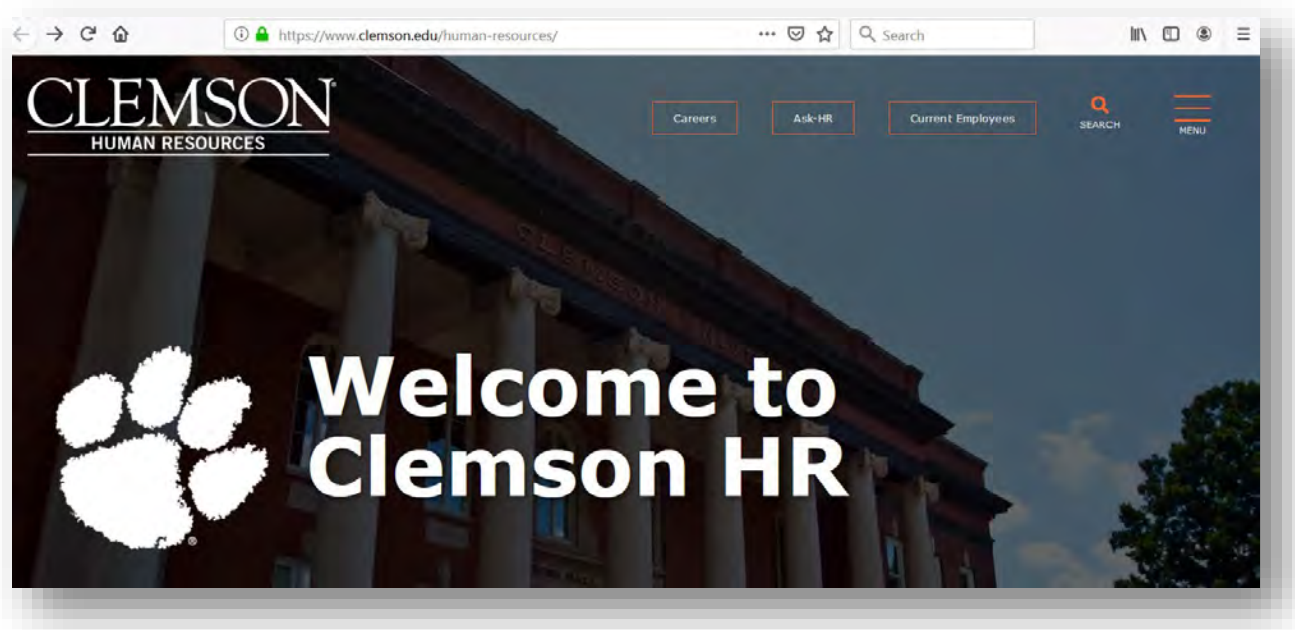 https://www.clemson.edu/human-resources/
Search
CLEMSON
HUMAN RESOURCES
Careers
Ask-HR
Current Employees
SEARCH
MENU
CLEMSON
Welcome to
Clemson HR